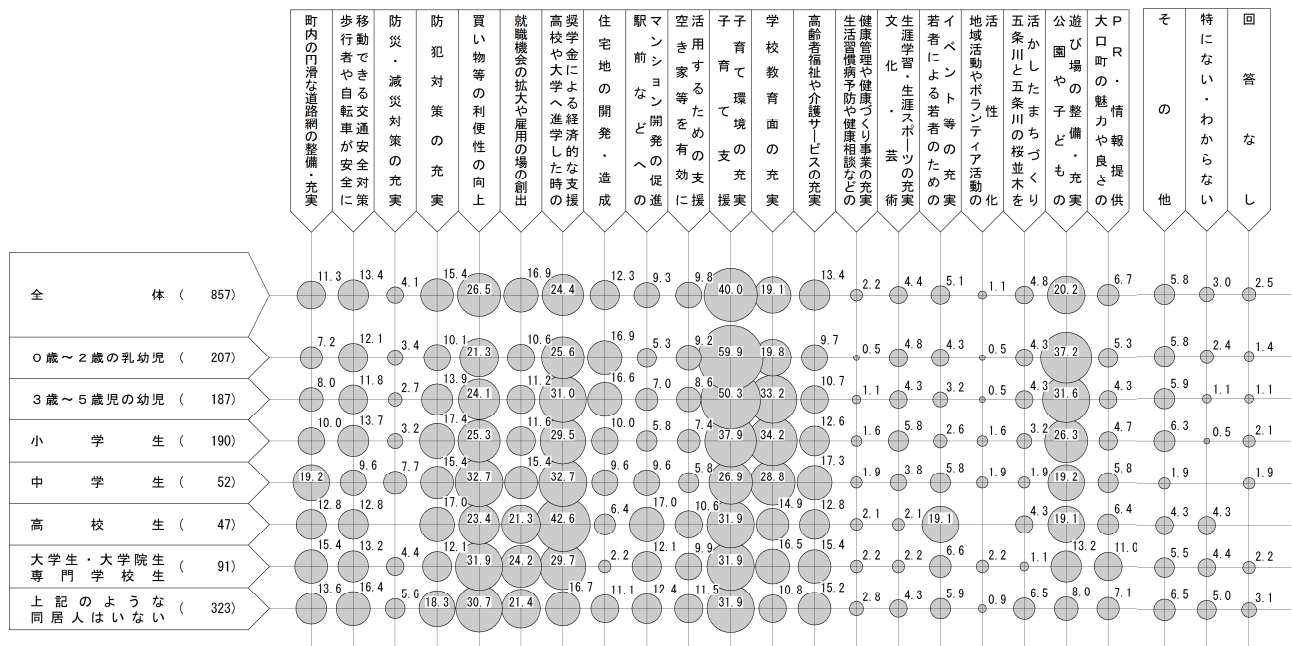 町内の円滑な道路網の整備・充実
歩行者や自転車が安全に
移動できる交通安全対策
防災・減災対策の充実
防犯対策の充実
買い物等の利便性の向上
就職機会の拡大や雇用の場の創出
高校や大学へ進学した時の
奨学金による経済的な支援
住宅地の開発・造成
駅前などへの
マンション開発の促進
空き家等を有効に
活用するための支援
子育て支援
子育て環境の充実
学校教育面の充実
高齢者福祉や介護サービスの充実
生活習慣病予防や健康相談などの
健康管理や健康づくり事業の充実
文化・芸術
生涯学習・生涯スポーツの充実
若者による若者のための
イベント等の充実
地域活動やボランティア活動の
活性化
五条川と五条川の桜並木を
活かしたまちづくり
公園や子どもの
遊び場の整備・充実
大口町の魅力や良さの
ＰＲ・情報提供
その他
特にない・わからない
回答なし
全体 ( 857) 11.3 13.4 4.1 15.4 26.5 16.9 24.4 12.3 9.3 9.8 40.0 19.1 13.4 2.2 4.4 5.1 1.1 4.8 20.2 6.7 5.8 3.0 2.5
０歳～２歳の乳幼児 ( 207) 7.2 12.1 3.4 10.1 21.3 10.6 25.6 16.9 5.3 9.2 59.9 19.8 9.7 0.5 4.8 4.3 0.5 4.3 37.2 5.3 5.8 2.4 1.4
３歳～５歳児の幼児 ( 187) 8.0 11.8 2.7 13.9 24.1 11.2 31.0 16.6 7.0 8.6 50.3 33.2 10.7 1.1 4.3 3.2 0.5 4.3 31.6 4.3 5.9 1.1 1.1
小学生 ( 190) 10.0 13.7 3.2 17.4 25.3 11.6 29.5 10.0 5.8 7.4 37.9 34.2 12.6 1.6 5.8 2.6 1.6 3.2 26.3 4.7 6.3 0.5 2.1
中学生 ( 52) 19.2 9.6 7.7 15.4 32.7 15.4 32.7 9.6 9.6 5.8 26.9 28.8 17.3 1.9 3.8 5.8 1.9 1.9 19.2 5.8 1.9 1.9
高校生 ( 47) 12.8 12.8 17.0 23.4 21.3 42.6 6.4 17.0 10.6 31.9 14.9 12.8 2.1 2.1 19.1 4.3 19.1 6.4 4.3 4.3
大学生・大学院生
専門学校生 ( 91) 15.4 13.2 4.4 12.1 31.9 24.2 29.7 2.2 12.1 9.9 31.9 16.5 15.4 2.2 2.2 6.6 2.2 1.1 13.2 11.0 5.5 4.4 2.2
上記のような
同居人はいない ( 323) 13.6 16.4 5.6 18.3 30.7 21.4 16.7 11.1 12.4 11.5 31.9 10.8 15.2 2.8 4.3 5.9 0.9 6.5 8.0 7.1 6.5 5.0 3.1